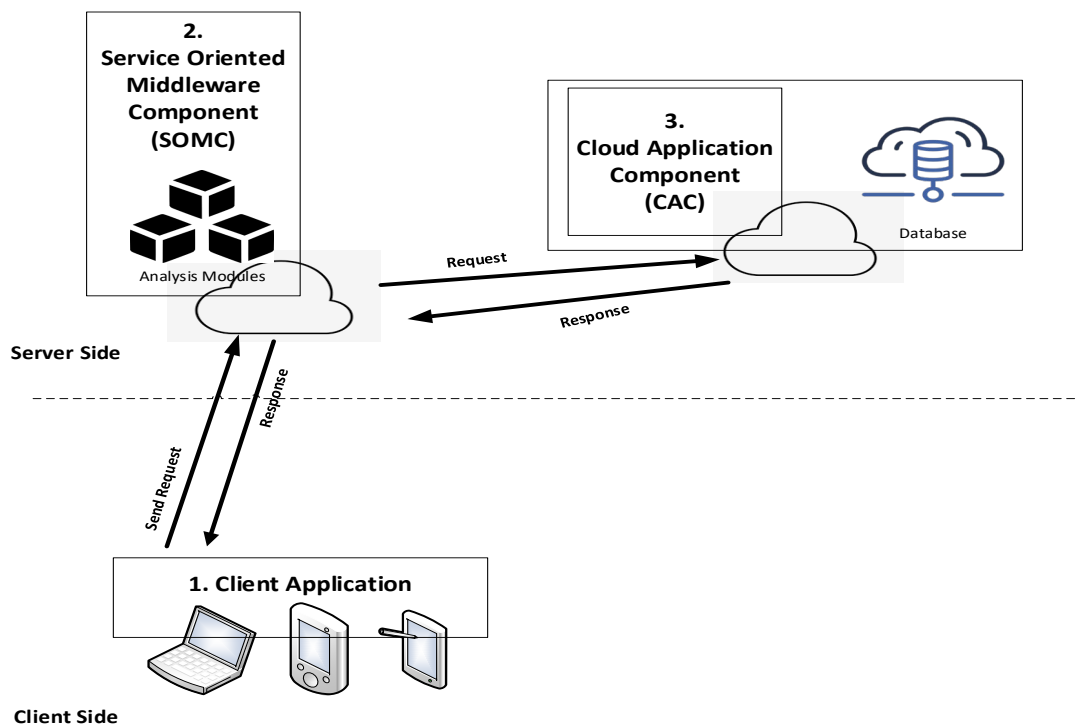 2.
Service Oriented
Middleware
Component
(SOMC)
Analysis Modules
3.
Cloud Application
Component
(CAC)
Database
Request
Response
Server Side
Send Request
Response
1. Client Application
Client Side